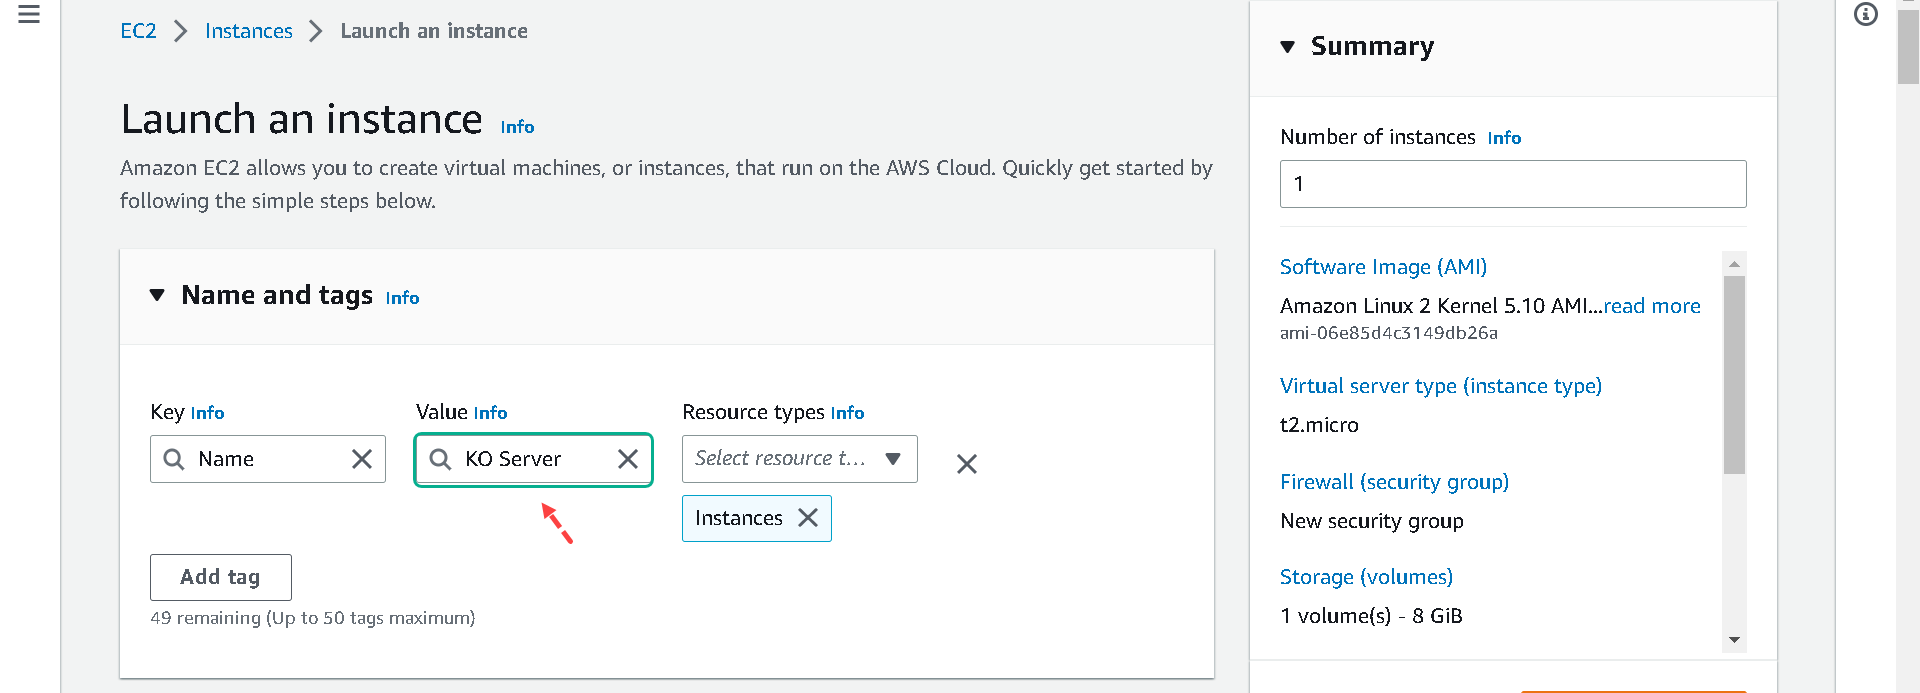 EC2 Instances Launch an instance
Launch an instance Info
Amazon EC2 allows you to create virtual machines, or instances, that run on the AWS Cloud. Quickly get started by
following the simple steps below.
Name and tags Info
Key Info
Value Info
Resource types Info
Name
KO Server
Select resource t...
Instances
Add tag
49 remaining (Up to 50 tags maximum)
Summary
Number of instances Info
1
Software Image (AMI)
Amazon Linux 2 Kernel 5.10 AMI...read more
ami-06e85d4c3149db26a
Virtual server type (instance type)
t2.micro
Firewall (security group)
New security group
Storage (volumes)
1 volume(s) - 8 GiB